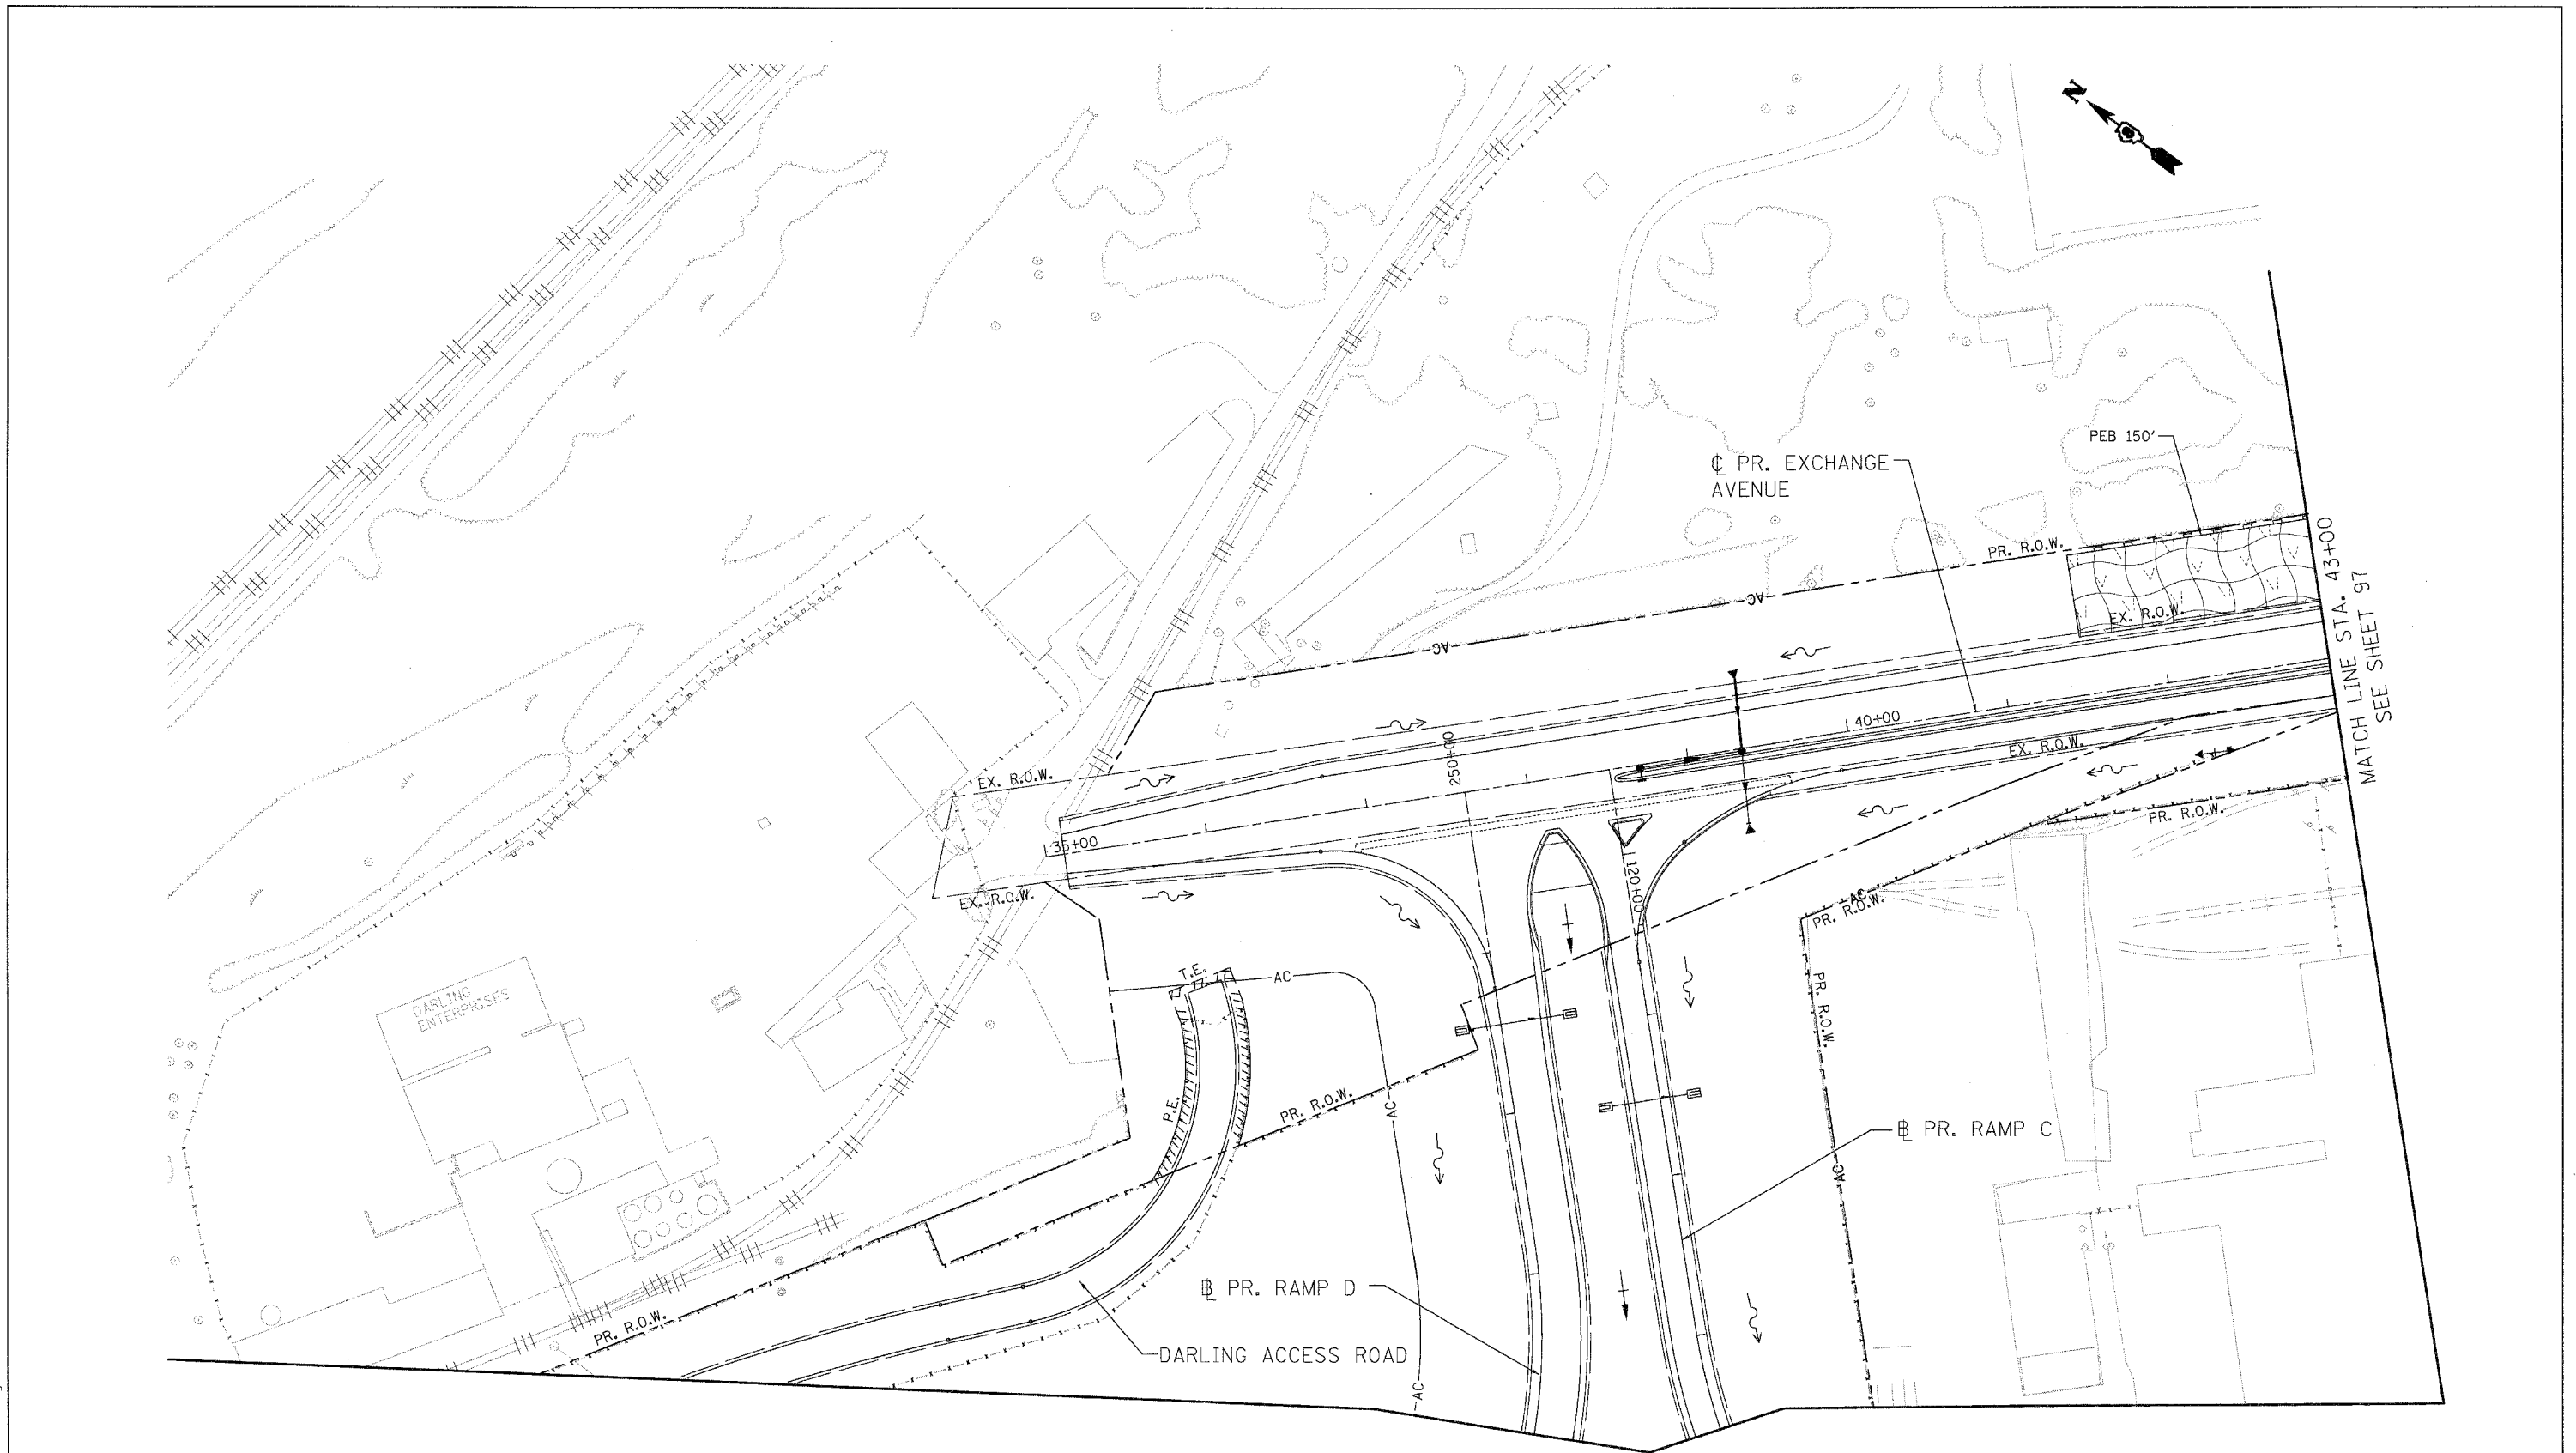 N
PEB 150'
℄ PR. EXCHANGE
AVENUE
PR. R.O.W.
AC
AC
EX. R.O.W.
MATCH LINE STA. 43+00
SEE SHEET 97
40+00
EX. R.O.W.
250+00
EX. R.O.W.
35+00
EX. R.O.W.
120+00
PR. R.O.W.
AC
PR. R.O.W.
PR. R.O.W.
T.E.
AC
DARLING
ENTERPRISES
P.E.
PR. R.O.W.
AC
AC
B PR. RAMP C
B PR. RAMP D
PR. R.O.W.
DARLING ACCESS ROAD
AC